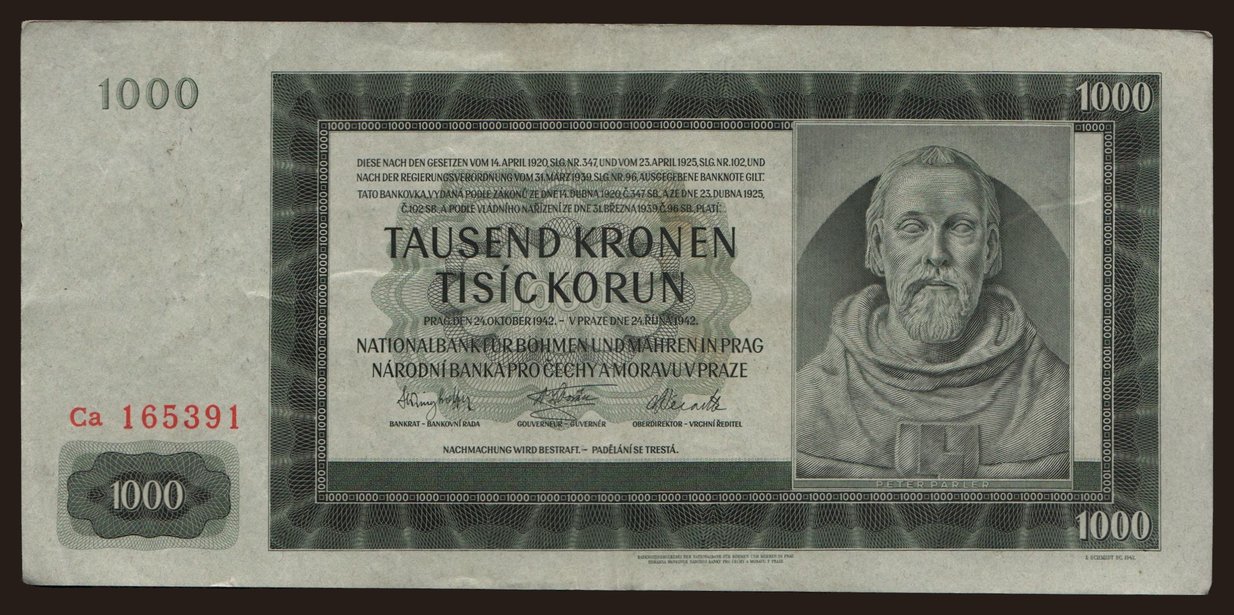 1000
1000
DIESE NACH DEN GESETZEN VOM 14. APRIL 1920, SLG. NR. 347, UND VOM 23. APRIL 1925, SLG. NR. 102, UND
NACH DER REGIERUNGSVERORDNUNG VOM 31. MÄRZ 1939, SLG. NR. 96, AUSGEGEBENE BANKNOTE GILT.
TATO BANKOVKA, VYDANÁ PODLE ZÁKONŮ ZE DNE 14. DUBNA 1920, Č. 347 SB., A ZE DNE 23. DUBNA 1925,
Č. 102 SB., A PODLE VLÁDNÍHO NAŘÍZENÍ ZE DNE 31. BŘEZNA 1939, Č. 96 SB., PLATÍ:
TAUSEND KRONEN
TISÍC KORUN
PRAG, DEN 24. OKTOBER 1942. – V PRAZE DNE 24. ŘÍJNA 1942.
NATIONALBANK FÜR BÖHMEN UND MÄHREN IN PRAG
NÁRODNÍ BANKA PRO ČECHY A MORAVU V PRAZE
Ca 165391
BANKRAT – BANKOVNÍ RADA GOUVERNEUR – GUVERNÉR OBERDIREKTOR – VRCHNÍ ŘEDITEL
NACHMACHUNG WIRD BESTRAFT. – PADĚLÁNÍ SE TRESTÁ.
PETER PARLER
1000
1000
J. SCHMIDT SC. 1942.